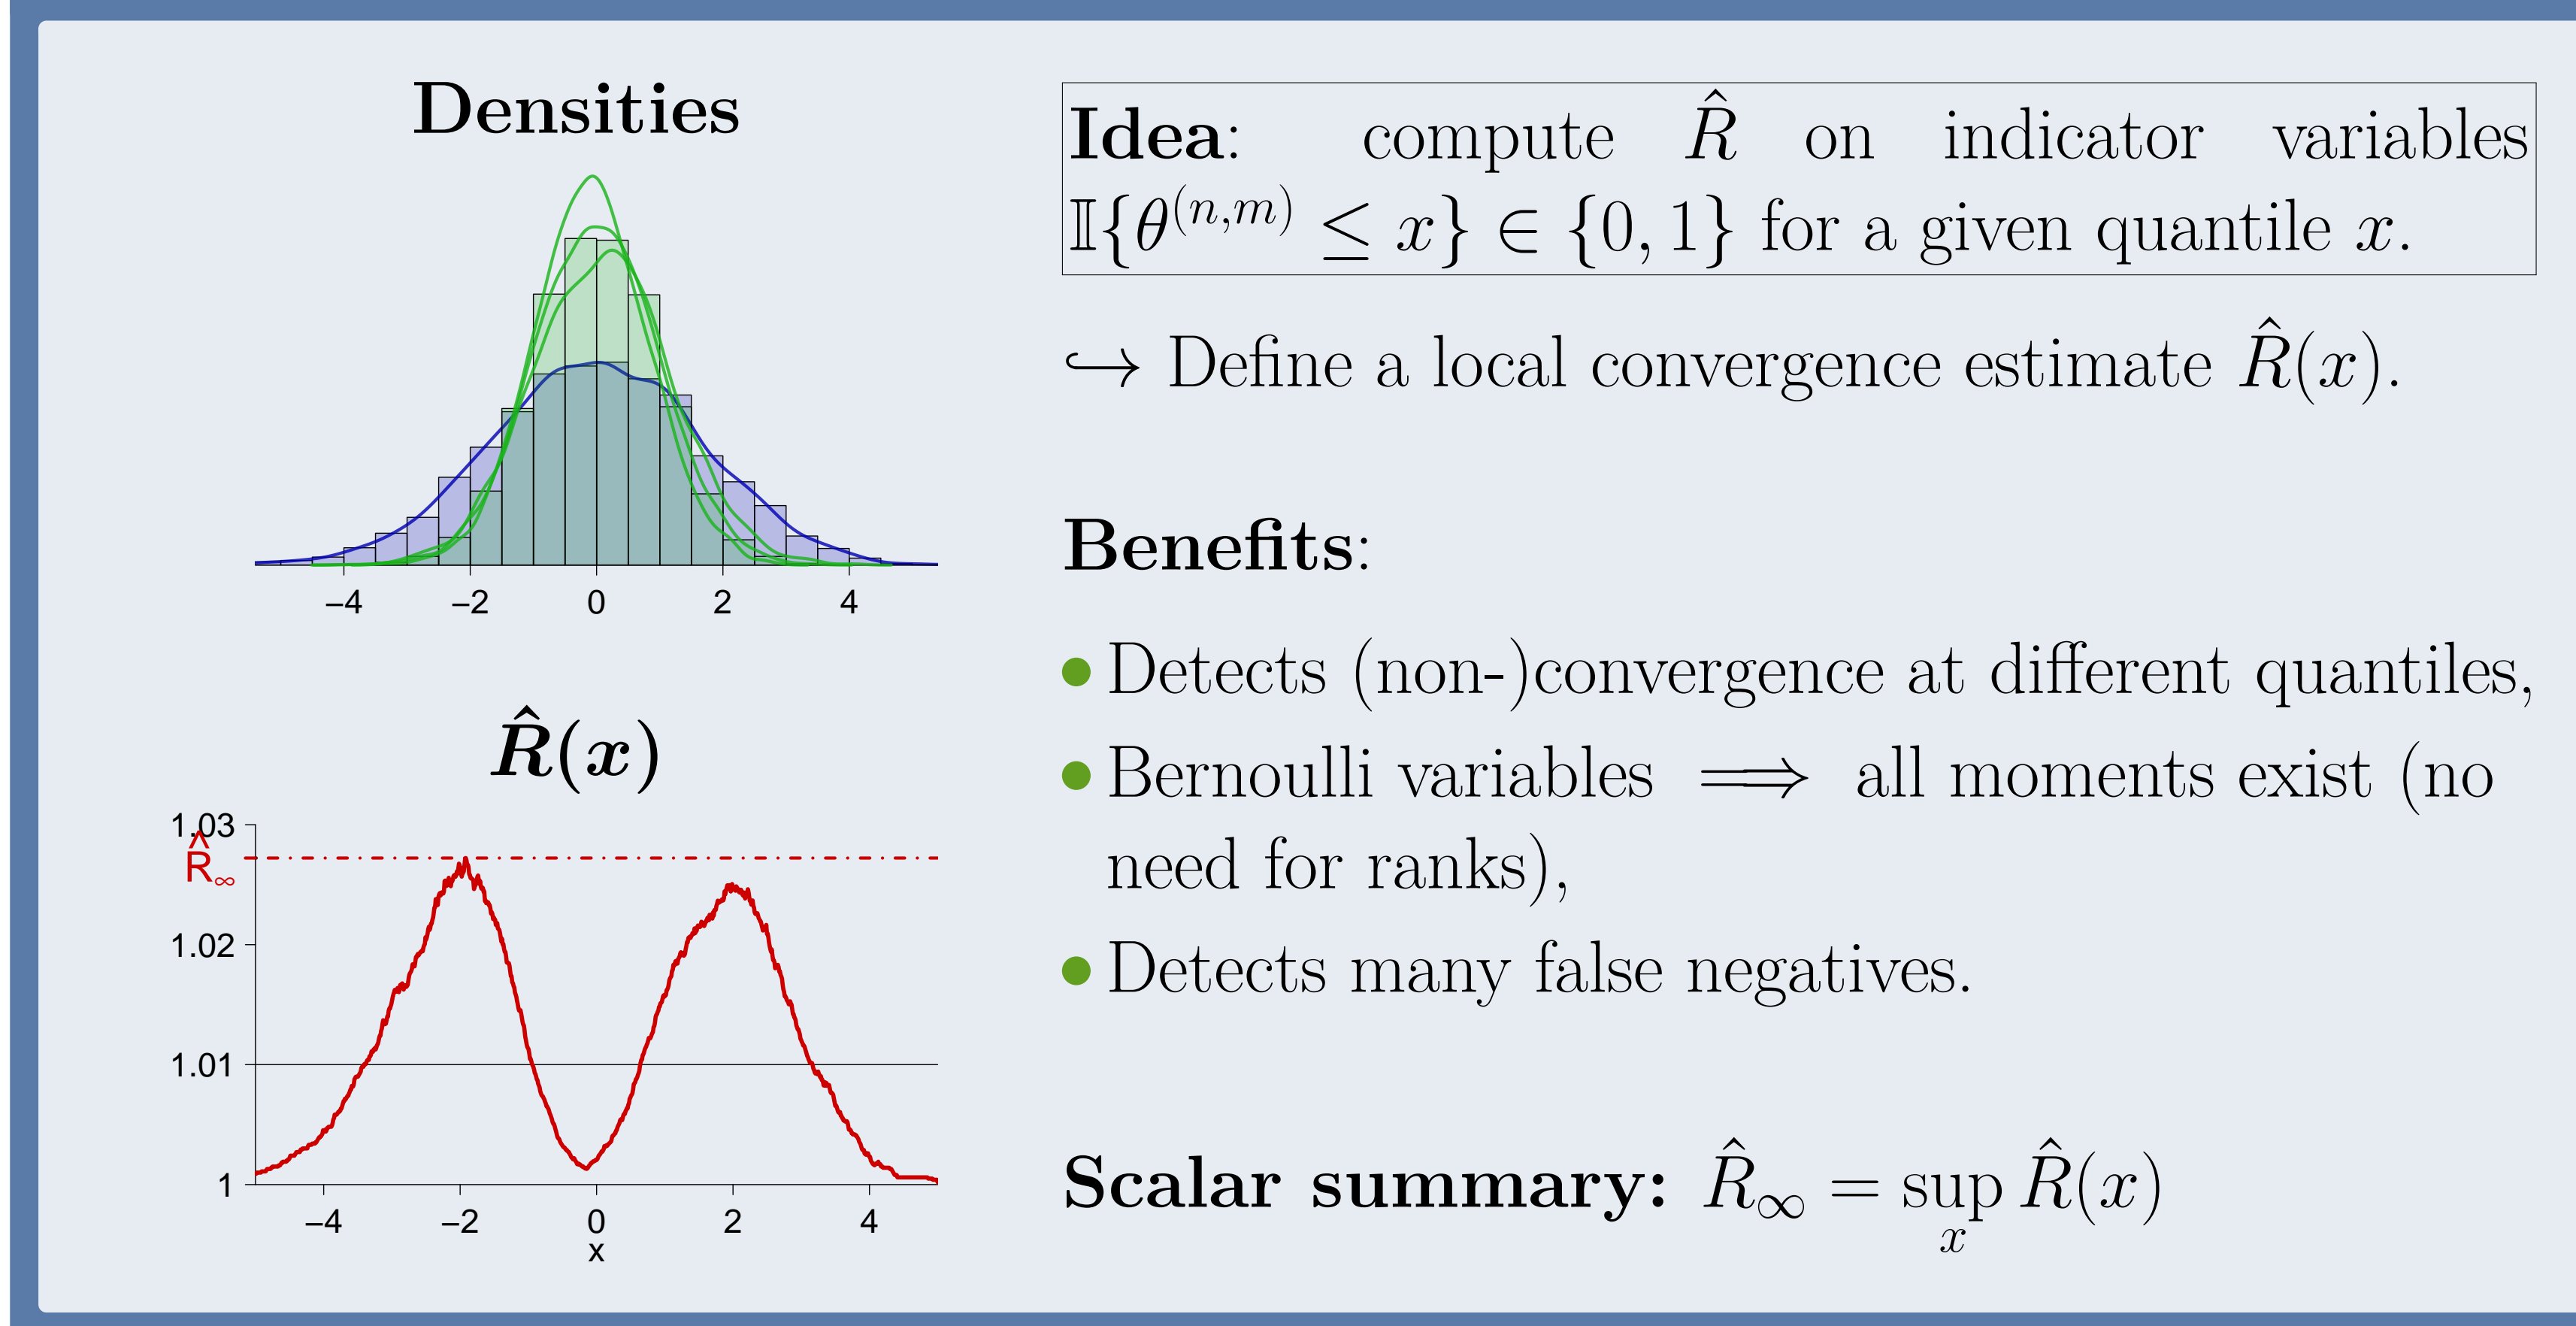 Densities
−4 −2 0 2 4
R̂(x)
1.03
R̂∞
1.02
1.01
1
−4 −2 0 2 4
x
Idea: compute R̂ on indicator variables
𝕀{θ^(n,m) ≤ x} ∈ {0, 1} for a given quantile x.
↪ Define a local convergence estimate R̂(x).
Benefits:
• Detects (non-)convergence at different quantiles,
• Bernoulli variables ⟹ all moments exist (no
need for ranks),
• Detects many false negatives.
Scalar summary: R̂∞ = sup R̂(x)
x